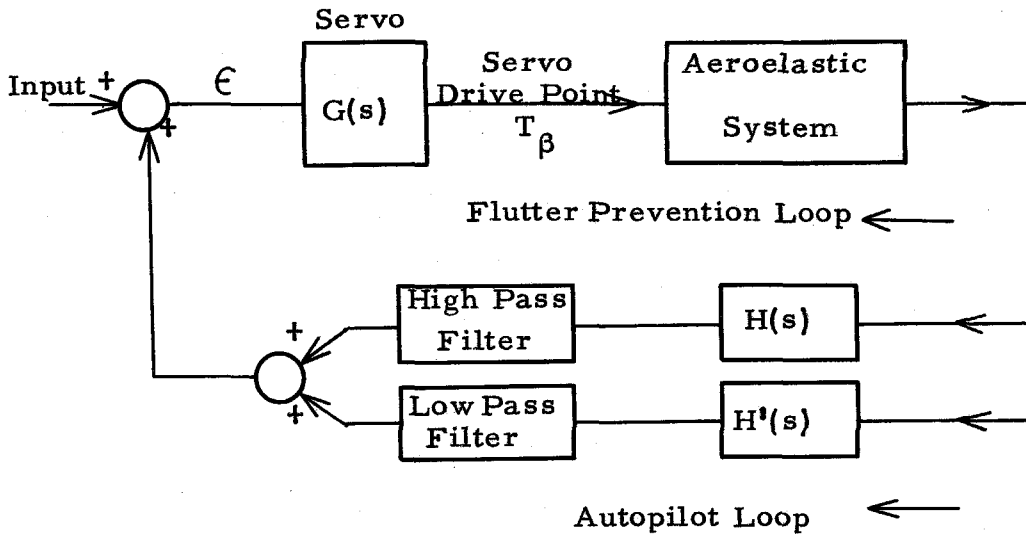 Servo
Input
+
+
ϵ
G(s)
Servo
Drive Point
T_β
Aeroelastic
System
Flutter Prevention Loop
High Pass
Filter
H(s)
+
+
Low Pass
Filter
H'(s)
Autopilot Loop